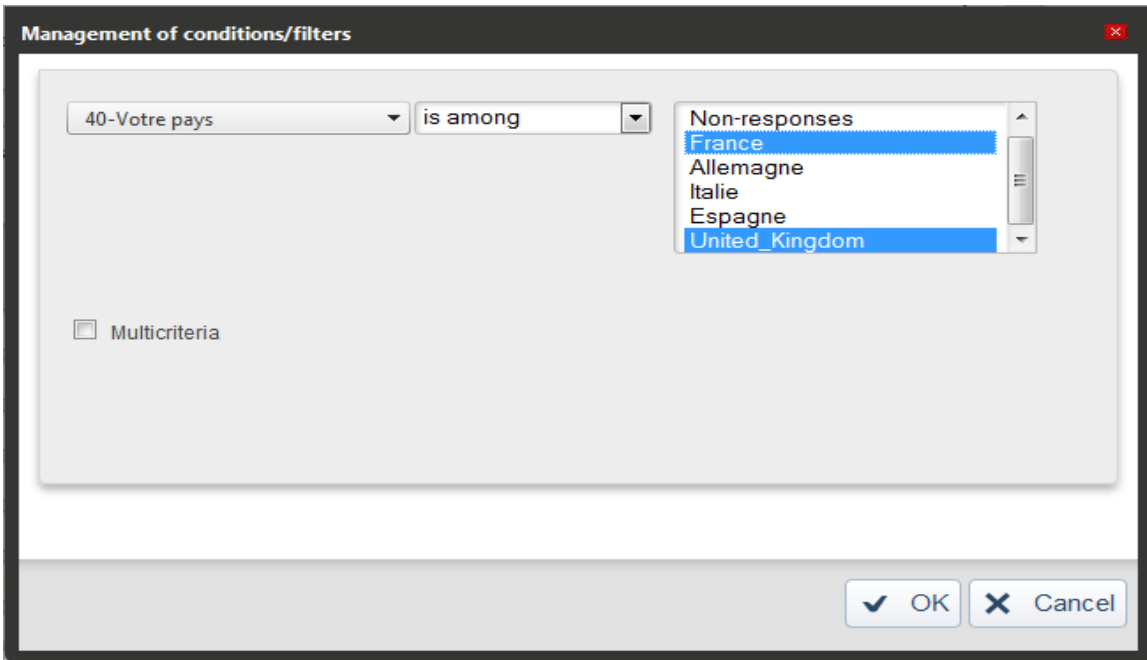 Management of conditions/filters
40-Votre pays
is among
Non-responses
France
Allemagne
Italie
Espagne
United_Kingdom
Multicriteria
OK
Cancel